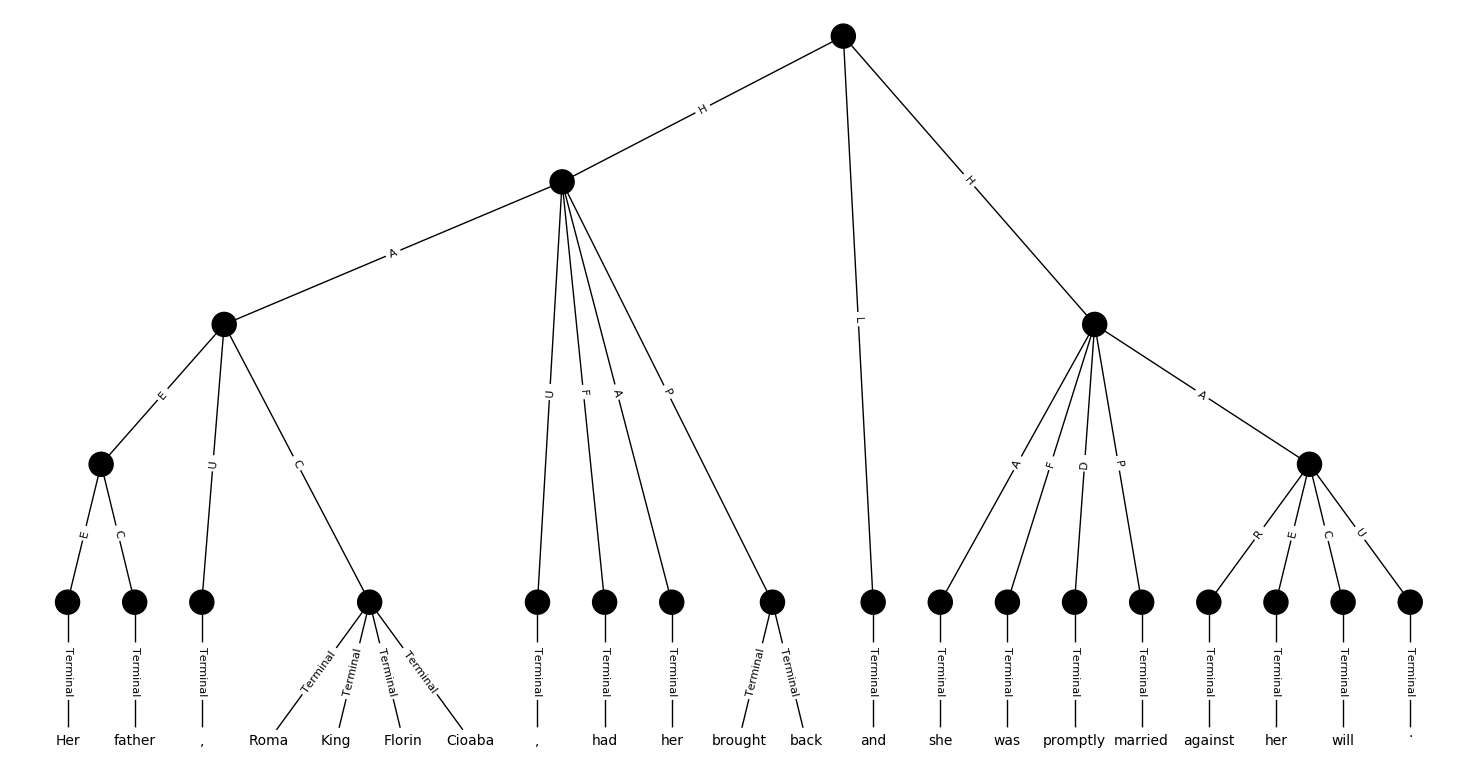 H
A
H
L
E
U
C
U
F
A
P
A
F
D
P
A
E
C
R
E
C
U
Terminal Terminal Terminal Terminal Terminal Terminal Terminal Terminal Terminal Terminal Terminal Terminal Terminal Terminal Terminal Terminal Terminal Terminal Terminal Terminal Terminal
Her father , Roma King Florin Cioaba , had her brought back and she was promptly married against her will .